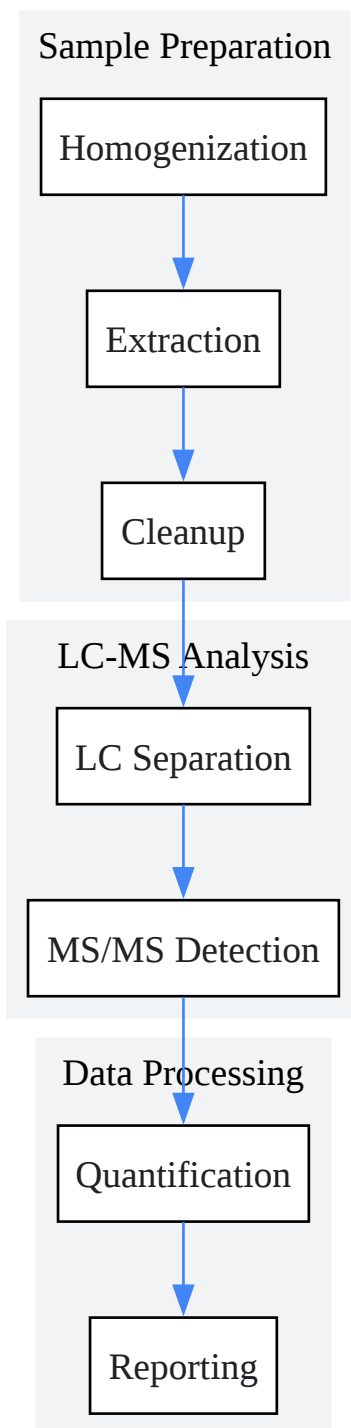 Sample Preparation
Homogenization
Extraction
Cleanup
LC-MS Analysis
LC Separation
MS/MS Detection
Data Processing
Quantification
Reporting